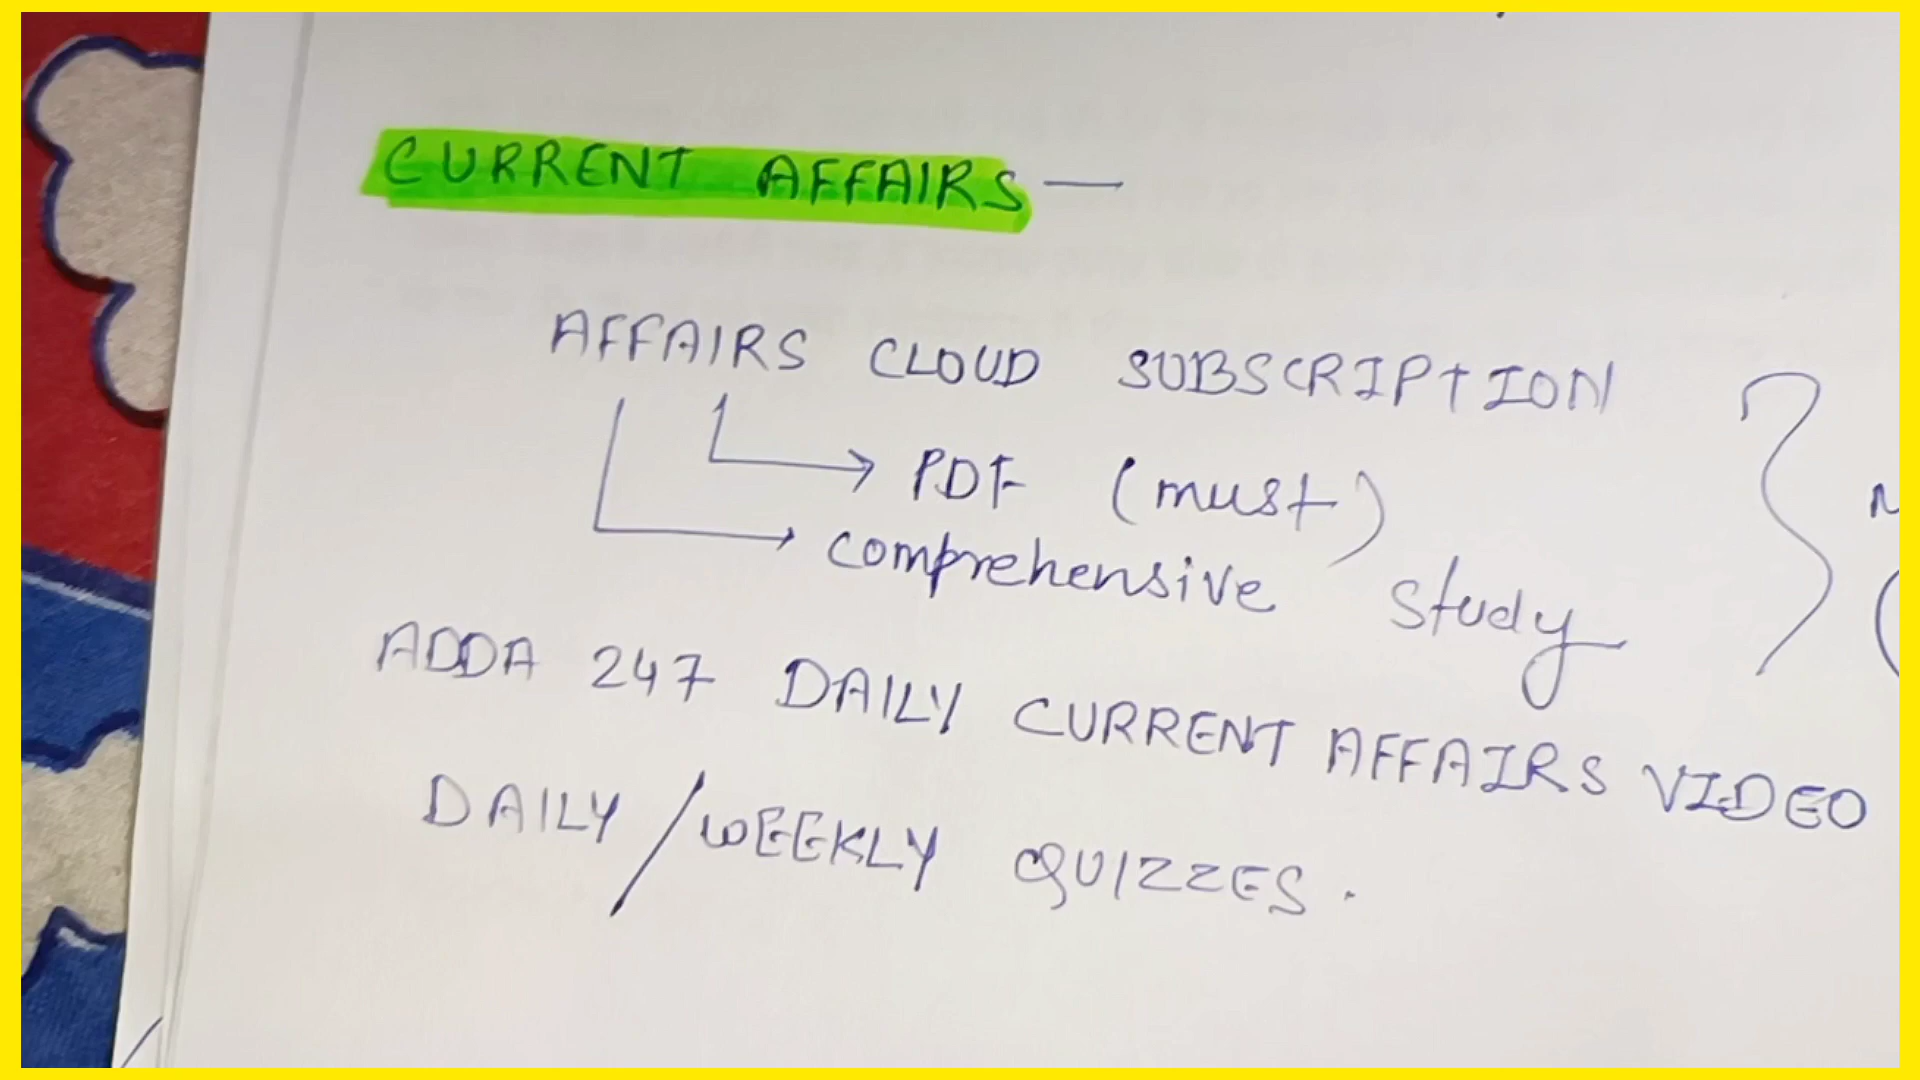 CURRENT AFFAIRS —
AFFAIRS CLOUD SUBSCRIPTION
→ PDF (must)
→ comprehensive study
ADDA 247 DAILY CURRENT AFFAIRS VIDEO
DAILY / WEEKLY QUIZZES.